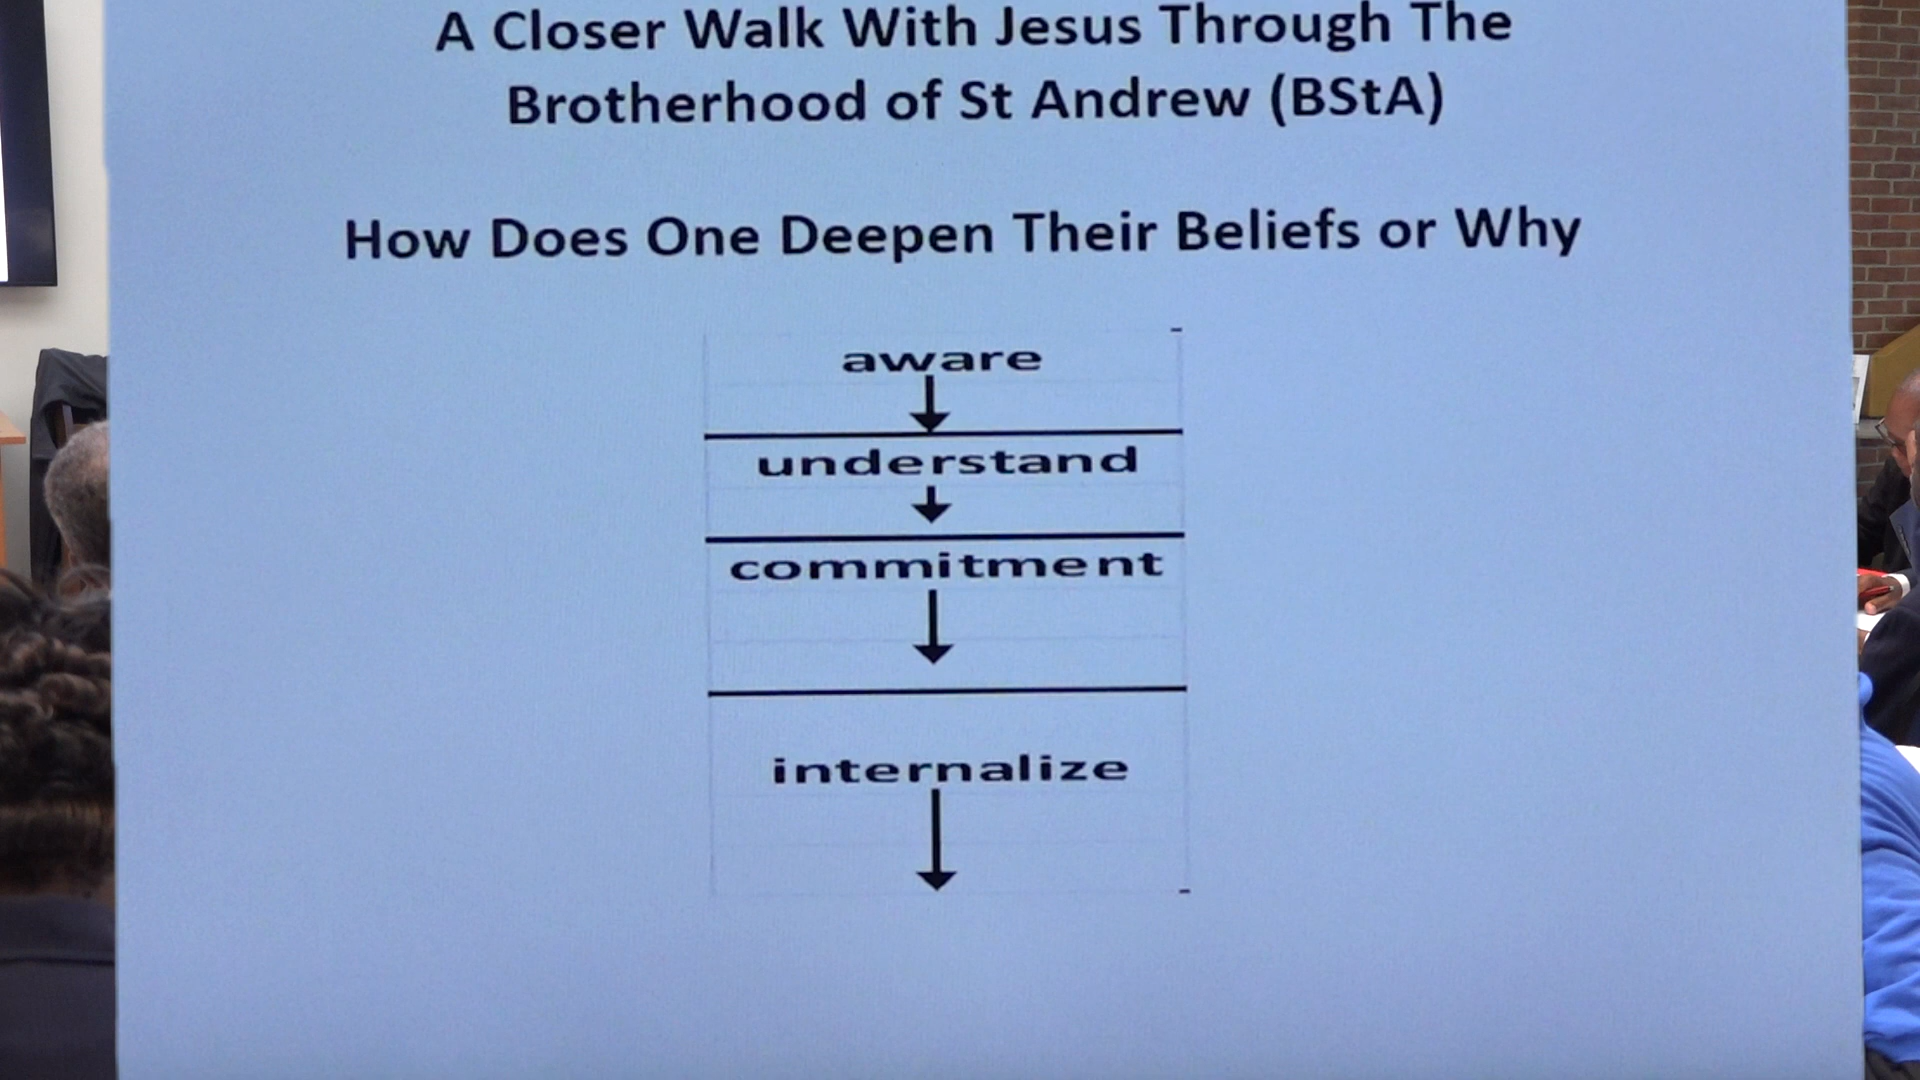 A Closer Walk With Jesus Through The
Brotherhood of St Andrew (BStA)
How Does One Deepen Their Beliefs or Why
aware
understand
commitment
internalize